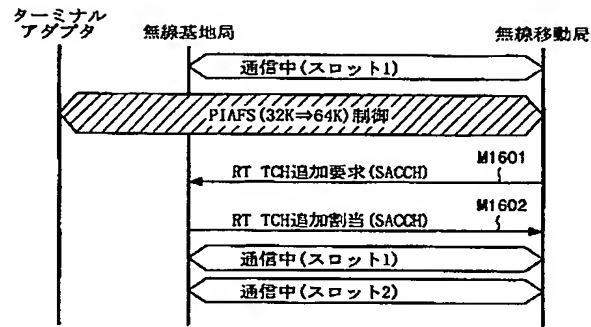 ターミナル
アダプタ
無線基地局
無線移動局
通信中(スロット1)
PIAFS(32K⇒64K)制御
M1601
RT TCH追加要求(SACCH)
M1602
RT TCH追加割当(SACCH)
通信中(スロット1)
通信中(スロット2)